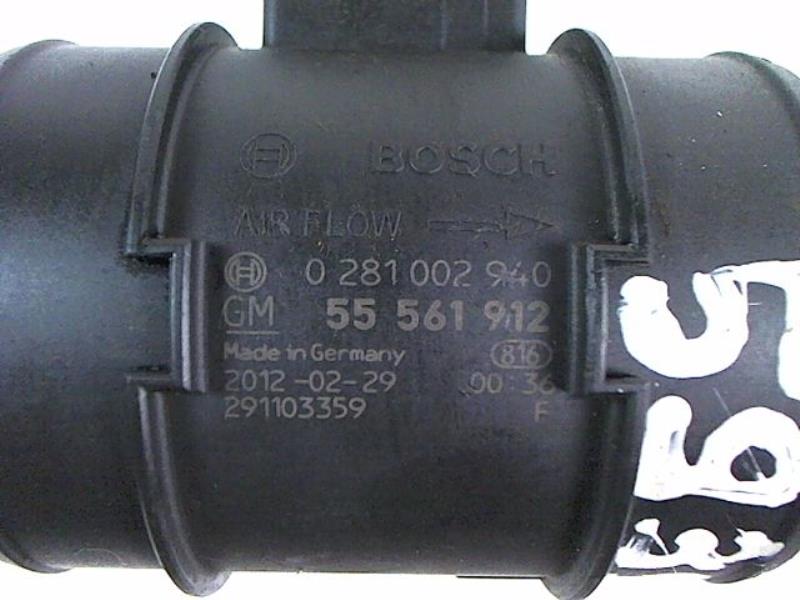 BOSCH
AIR FLOW
0 281 002 940
GM 55 561 912
Made in Germany 816
2012-02-29 00:36
291103359 F